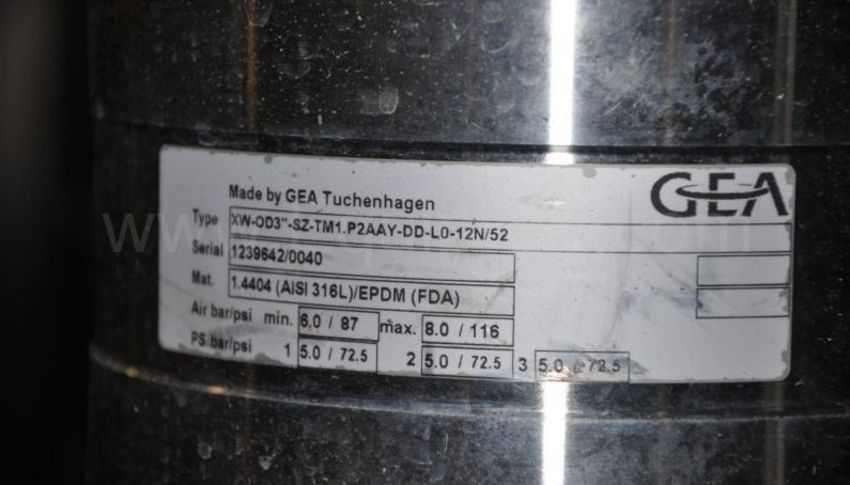 GEA
Made by GEA Tuchenhagen
Type XW-OD3"-SZ-TM1.P2AAY-DD-L0-12N/52
Serial 1239642/0040
Mat. 1.4404 (AISI 316L)/EPDM (FDA)
Air bar/psi min. 6.0 / 87 max. 8.0 / 116
PS bar/psi 1 5.0 / 72.5 2 5.0 / 72.5 3 5.0 / 72.5